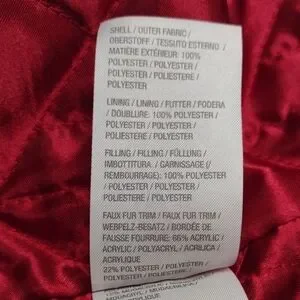 SHELL / OUTER FABRIC /
OBERSTOFF / TESSUTO ESTERNO /
MATIÈRE EXTÉRIEUR: 100%
POLYESTER / POLYESTER /
POLYESTER / POLIESTERE /
POLYESTER
LINING / LINING / FUTTER / FODERA
/ DOUBLURE: 100% POLYESTER /
POLYESTER / POLYESTER /
POLIESTERE / POLYESTER
FILLING / FILLING / FÜLLUNG /
IMBOTTITURA / GARNISSAGE (/
REMBOURRAGE): 100% POLYESTER
/ POLYESTER / POLYESTER /
POLIESTERE / POLYESTER
FAUX FUR TRIM / FAUX FUR TRIM /
WEBPELZ-BESATZ / BORDÉE DE
FAUSSE FOURRURE: 66% ACRYLIC /
ACRYLIC / POLYACRYL / ACRILICA /
ACRYLIQUE
22% POLYESTER / POLYESTER /
POLYESTER / POLIESTERE /